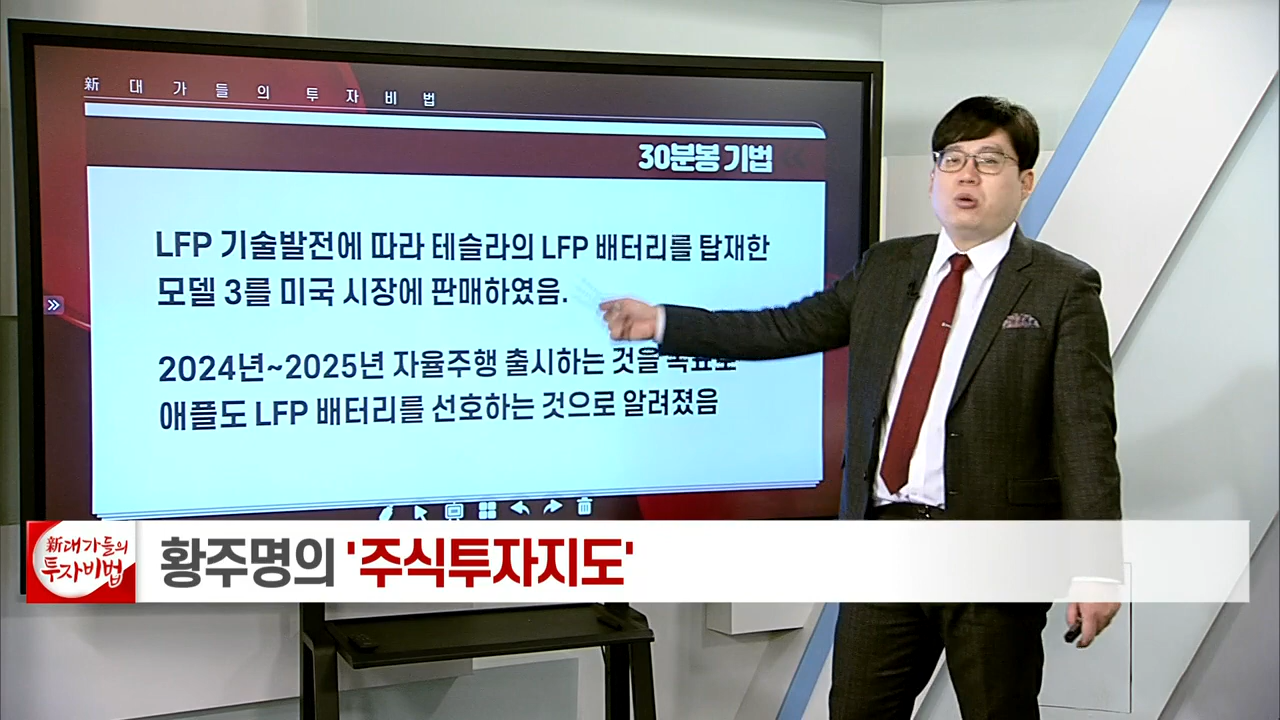 新 대 가 들 의 투 자 비 법
30분봉 기법
LFP 기술발전에 따라 테슬라의 LFP 배터리를 탑재한
모델 3를 미국 시장에 판매하였음.
2024년~2025년 자율주행 출시하는 것을 목표로
애플도 LFP 배터리를 선호하는 것으로 알려졌음
新대가들의
투자비법
황주명의 '주식투자지도'